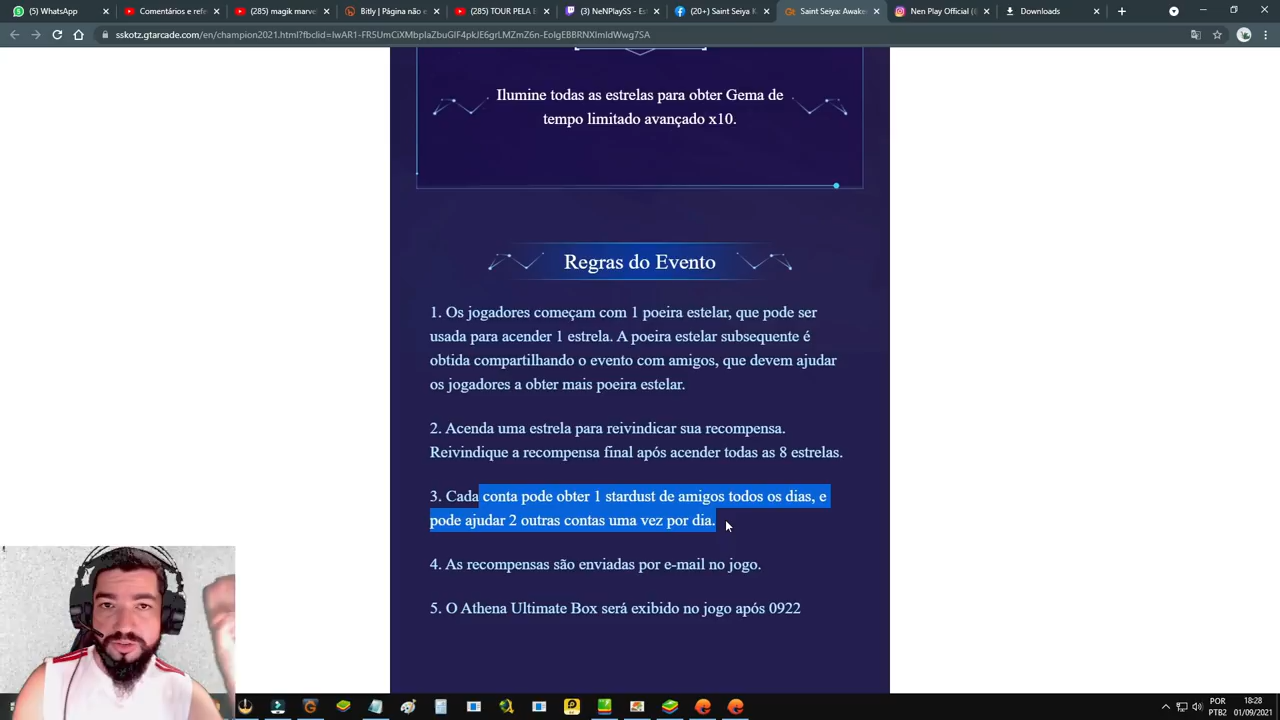 (5) WhatsApp
Comentários e refe
(285) magik marvel
Bitly | Página não e
(285) TOUR PELA E
(3) NeNPlaySS - Est
(20+) Saint Seiya K
Saint Seiya: Awake
Nen Play Official (@
Downloads
sskotz.gtarcade.com/en/champion2021.html?fbclid=
Ilumine todas as estrelas para obter Gema de
tempo limitado avançado x10.
Regras do Evento
1. Os jogadores começam com 1 poeira estelar, que pode ser
usada para acender 1 estrela. A poeira estelar subsequente é
obtida compartilhando o evento com amigos, que devem ajudar
os jogadores a obter mais poeira estelar.
2. Acenda uma estrela para reivindicar sua recompensa.
Reivindique a recompensa final após acender todas as 8 estrelas.
3. Cada conta pode obter 1 stardust de amigos todos os dias, e
pode ajudar 2 outras contas uma vez por dia.
4. As recompensas são enviadas por e-mail no jogo.
5. O Athena Ultimate Box será exibido no jogo após 0922
POR
PTB2
18:28
01/09/2021